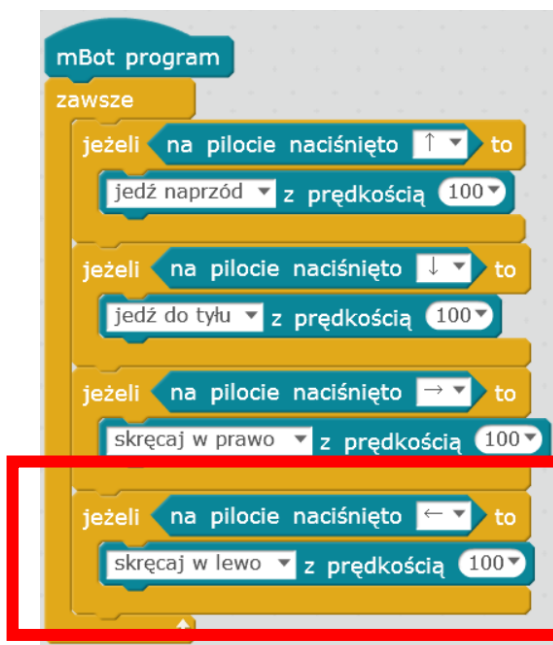 mBot program
zawsze
jeżeli na pilocie naciśnięto ↑ to
jedź naprzód z prędkością 100
jeżeli na pilocie naciśnięto ↓ to
jedź do tyłu z prędkością 100
jeżeli na pilocie naciśnięto → to
skręcaj w prawo z prędkością 100
jeżeli na pilocie naciśnięto ← to
skręcaj w lewo z prędkością 100